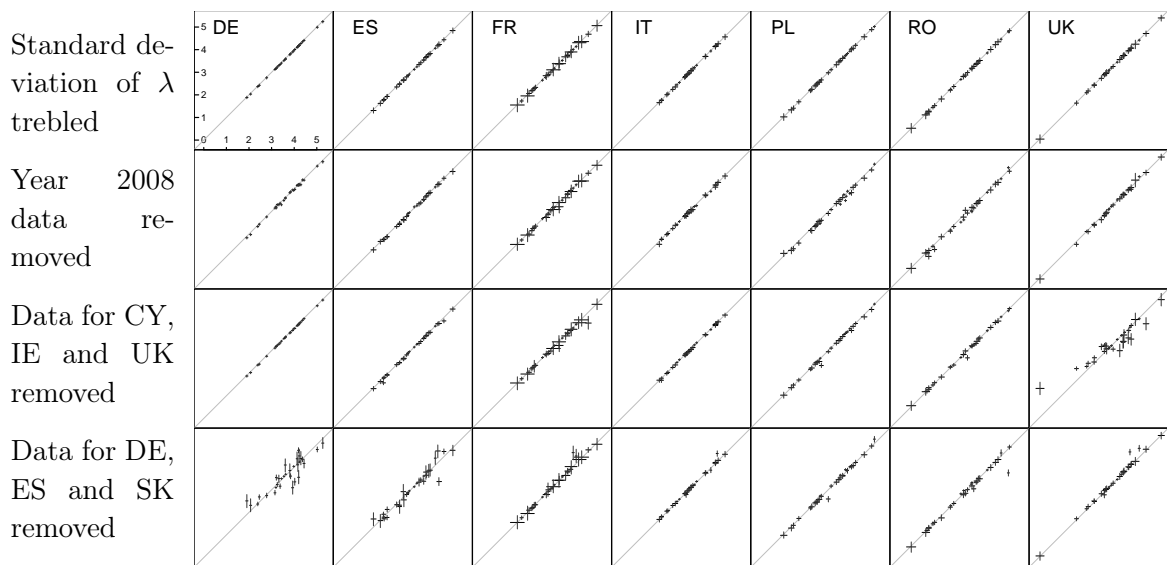 DE ES FR IT PL RO UK
Standard de-
viation of λ
trebled
5
4
3
2
1
0
0 1 2 3 4 5
Year 2008
data re-
moved
Data for CY,
IE and UK
removed
Data for DE,
ES and SK
removed